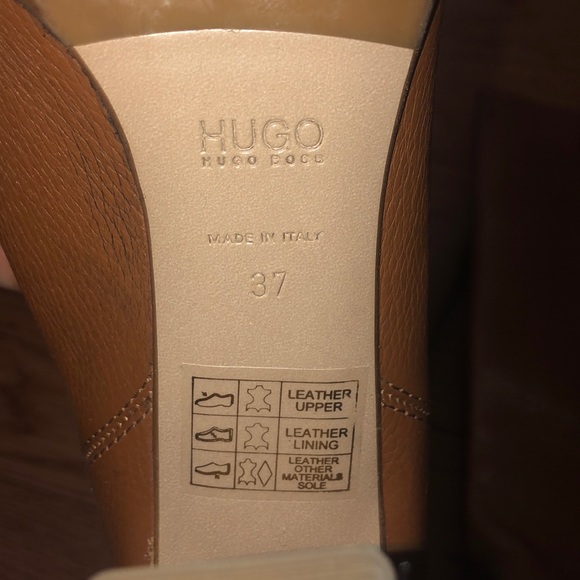 HUGO
HUGO BOSS
MADE IN ITALY
37
LEATHER
UPPER
LEATHER
LINING
LEATHER
OTHER
MATERIALS
SOLE